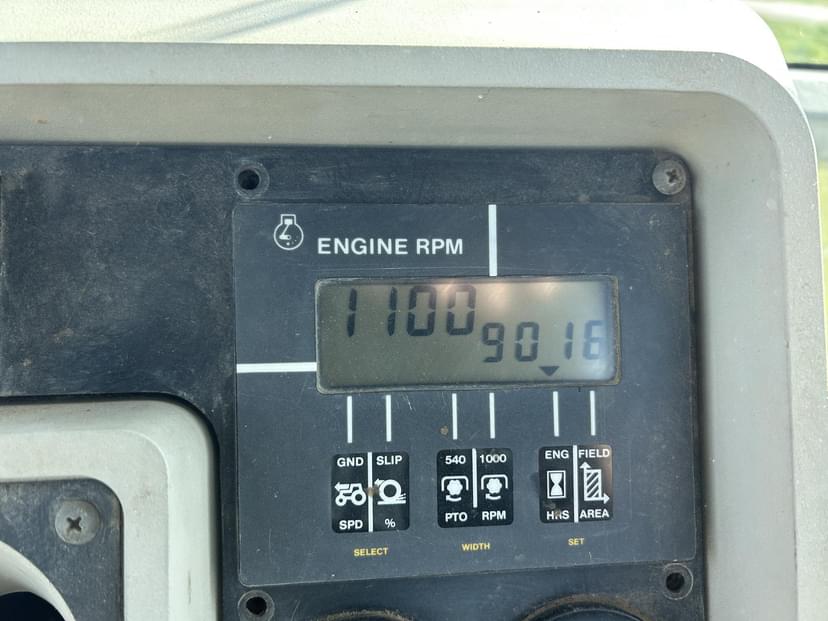 ENGINE RPM
1100
9016
GND SLIP 540 1000 ENG FIELD
SPD % PTO RPM HRS AREA
SELECT WIDTH SET